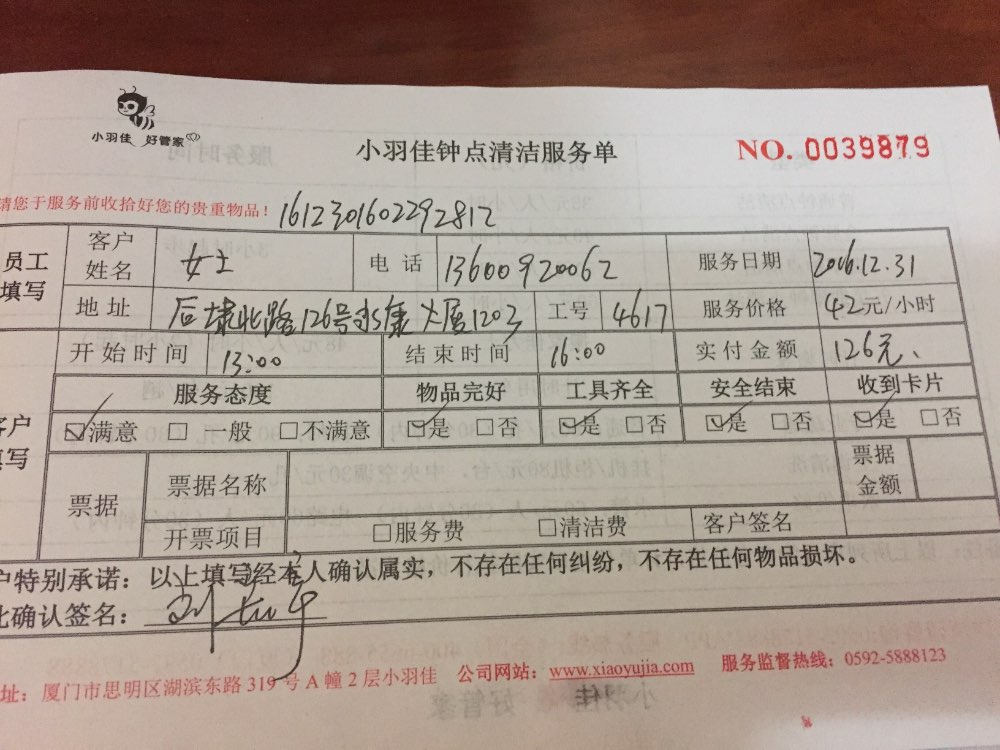 小羽佳 好管家
小羽佳钟点清洁服务单
NO. 0039879
请您于服务前收拾好您的贵重物品！ 1612301602292812
员工填写 客户姓名 女士 电话 13600920062 服务日期 2016.12.31
地址 后埭北路126号水康大厦1203 工号 4617 服务价格 42元/小时
开始时间 13:00 结束时间 16:00 实付金额 126元
服务态度 物品完好 工具齐全 安全结束 收到卡片
客户填写 ☑满意 □一般 □不满意 ☑是 □否 ☑是 □否 ☑是 □否 ☑是 □否
票据 票据名称 票据金额
开票项目 □服务费 □清洁费 客户签名
户特别承诺：以上填写经本人确认属实，不存在任何纠纷，不存在任何物品损坏。
此确认签名：
址：厦门市思明区湖滨东路319号A幢2层小羽佳 公司网站：www.xiaoyujia.com 服务监督热线：0592-5888123